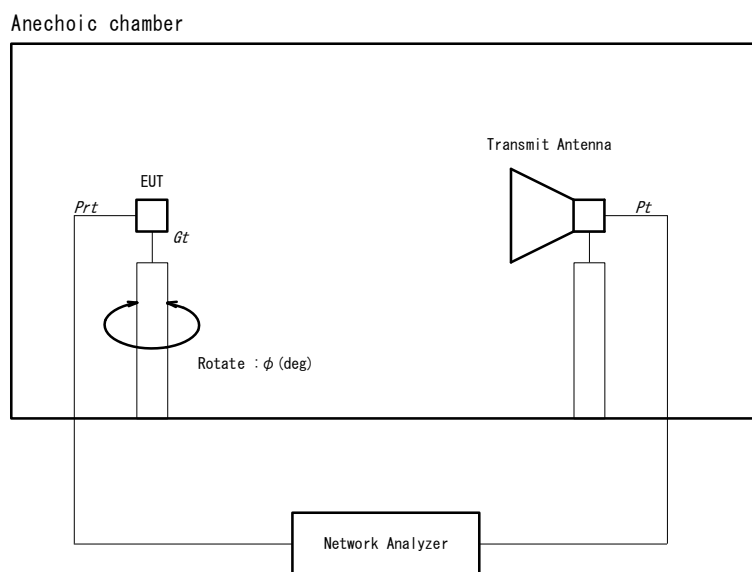 Anechoic chamber
Transmit Antenna
EUT
Prt
Pt
Gt
Rotate :φ(deg)
Network Analyzer